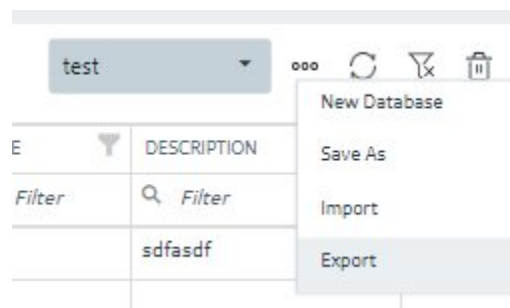 test
New Database
E
DESCRIPTION
Save As
Filter
Filter
Import
sdfasdf
Export